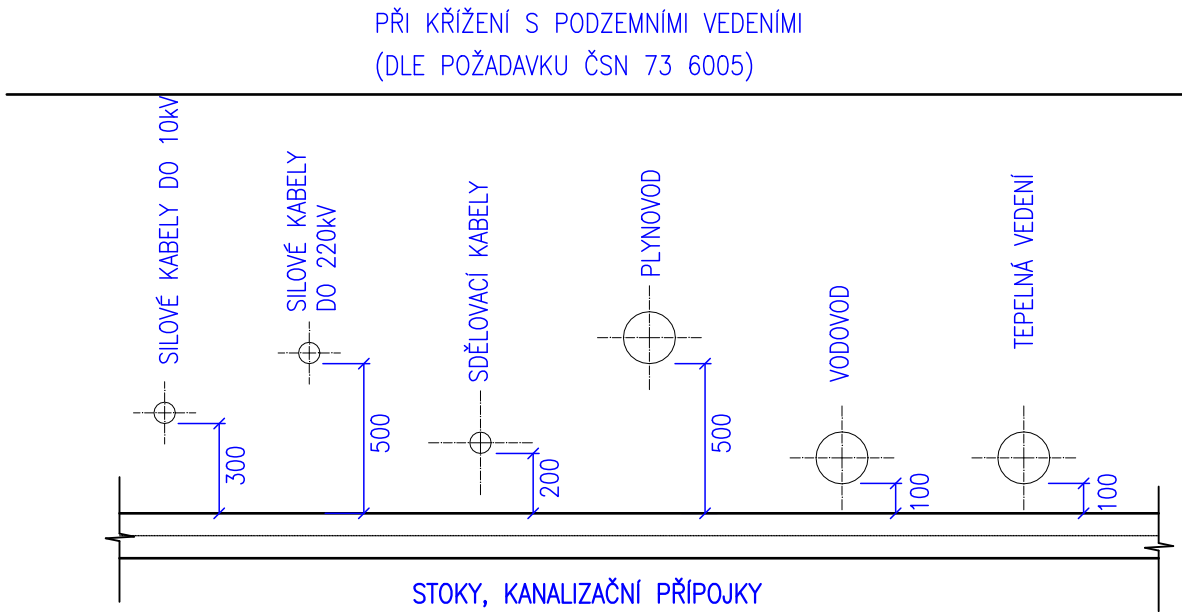 PŘI KŘÍŽENÍ S PODZEMNÍMI VEDENÍMI
(DLE POŽADAVKU ČSN 73 6005)
SILOVÉ KABELY DO 10kV
SILOVÉ KABELY
DO 220kV
SDĚLOVACÍ KABELY
PLYNOVOD
VODOVOD
TEPELNÁ VEDENÍ
300
500
200
500
100
100
STOKY, KANALIZAČNÍ PŘÍPOJKY